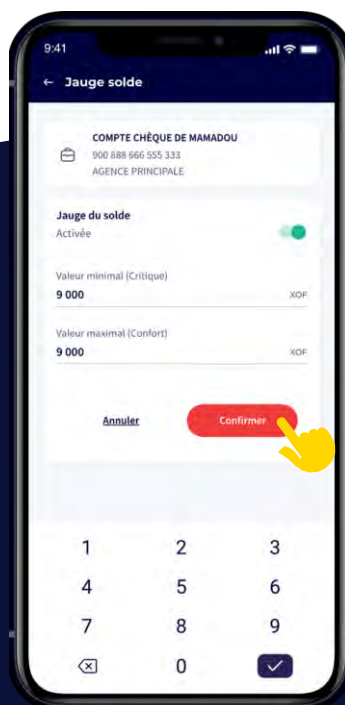 9:41
← Jauge solde
COMPTE CHÈQUE DE MAMADOU
900 888 666 555 333
AGENCE PRINCIPALE
Jauge du solde
Activée
Valeur minimal (Critique)
9 000 XOF
Valeur maximal (Confort)
9 000 XOF
Annuler Confirmer
1 2 3
4 5 6
7 8 9
0